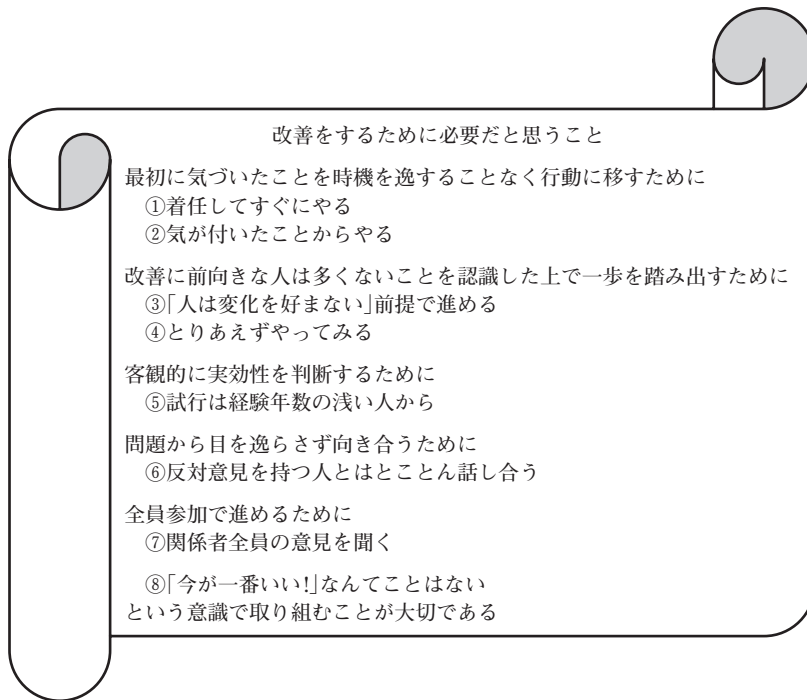 改善をするために必要だと思うこと
最初に気づいたことを時機を逸することなく行動に移すために
①着任してすぐにやる
②気が付いたことからやる
改善に前向きな人は多くないことを認識した上で一歩を踏み出すために
③「人は変化を好まない」前提で進める
④とりあえずやってみる
客観的に実効性を判断するために
⑤試行は経験年数の浅い人から
問題から目を逸らさず向き合うために
⑥反対意見を持つ人とはとことん話し合う
全員参加で進めるために
⑦関係者全員の意見を聞く
⑧「今が一番いい!」なんてことはない
という意識で取り組むことが大切である